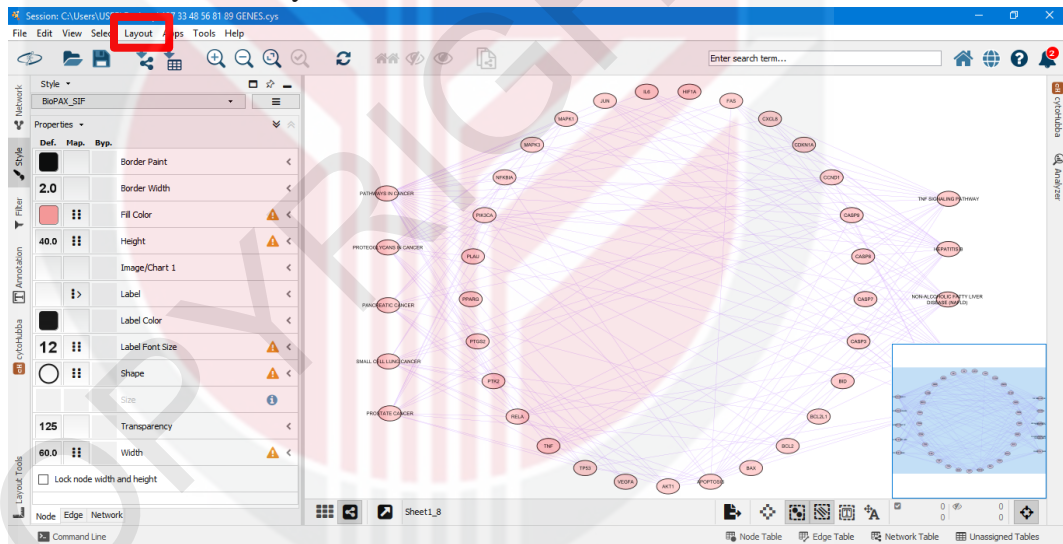 Session: C:\Users\US 7 33 48 56 81 89 GENES.cys
File Edit View Select Layout Apps Tools Help
Enter search term...
2
Network
Style
Filter
Annotation
cytoHubba
Layout Tools
Style
BioPAX_SIF
Properties
Def. Map. Byp.
Border Paint
2.0 Border Width
Fill Color
40.0 Height
Image/Chart 1
Label
Label Color
12 Label Font Size
Shape
Size
125 Transparency
60.0 Width
Lock node width and height
Node Edge Network
Command Line
IL6
HIF1A
JUN
FAS
MAPK1
CXCL8
MAPK3
CDKN1A
NFKBIA
CCND1
PATHWAYS IN CANCER
TNF SIGNALING PATHWAY
PIK3CA
CASP9
PROTEOGLYCANS IN CANCER
HEPATITIS B
PLAU
CASP8
PANCREATIC CANCER
PPARG
CASP7
NON-ALCOHOLIC FATTY LIVER
DISEASE (NAFLD)
PTGS2
CASP3
SMALL CELL LUNG CANCER
PTK2
BID
PROSTATE CANCER
RELA
BCL2L1
TNF
BCL2
TP53
BAX
VEGFA
AKT1
APOPTOSIS
Sheet1_8
0 0
0 0
Node Table Edge Table Network Table Unassigned Tables
cytoHubba
Analyzer
COPYRIGH